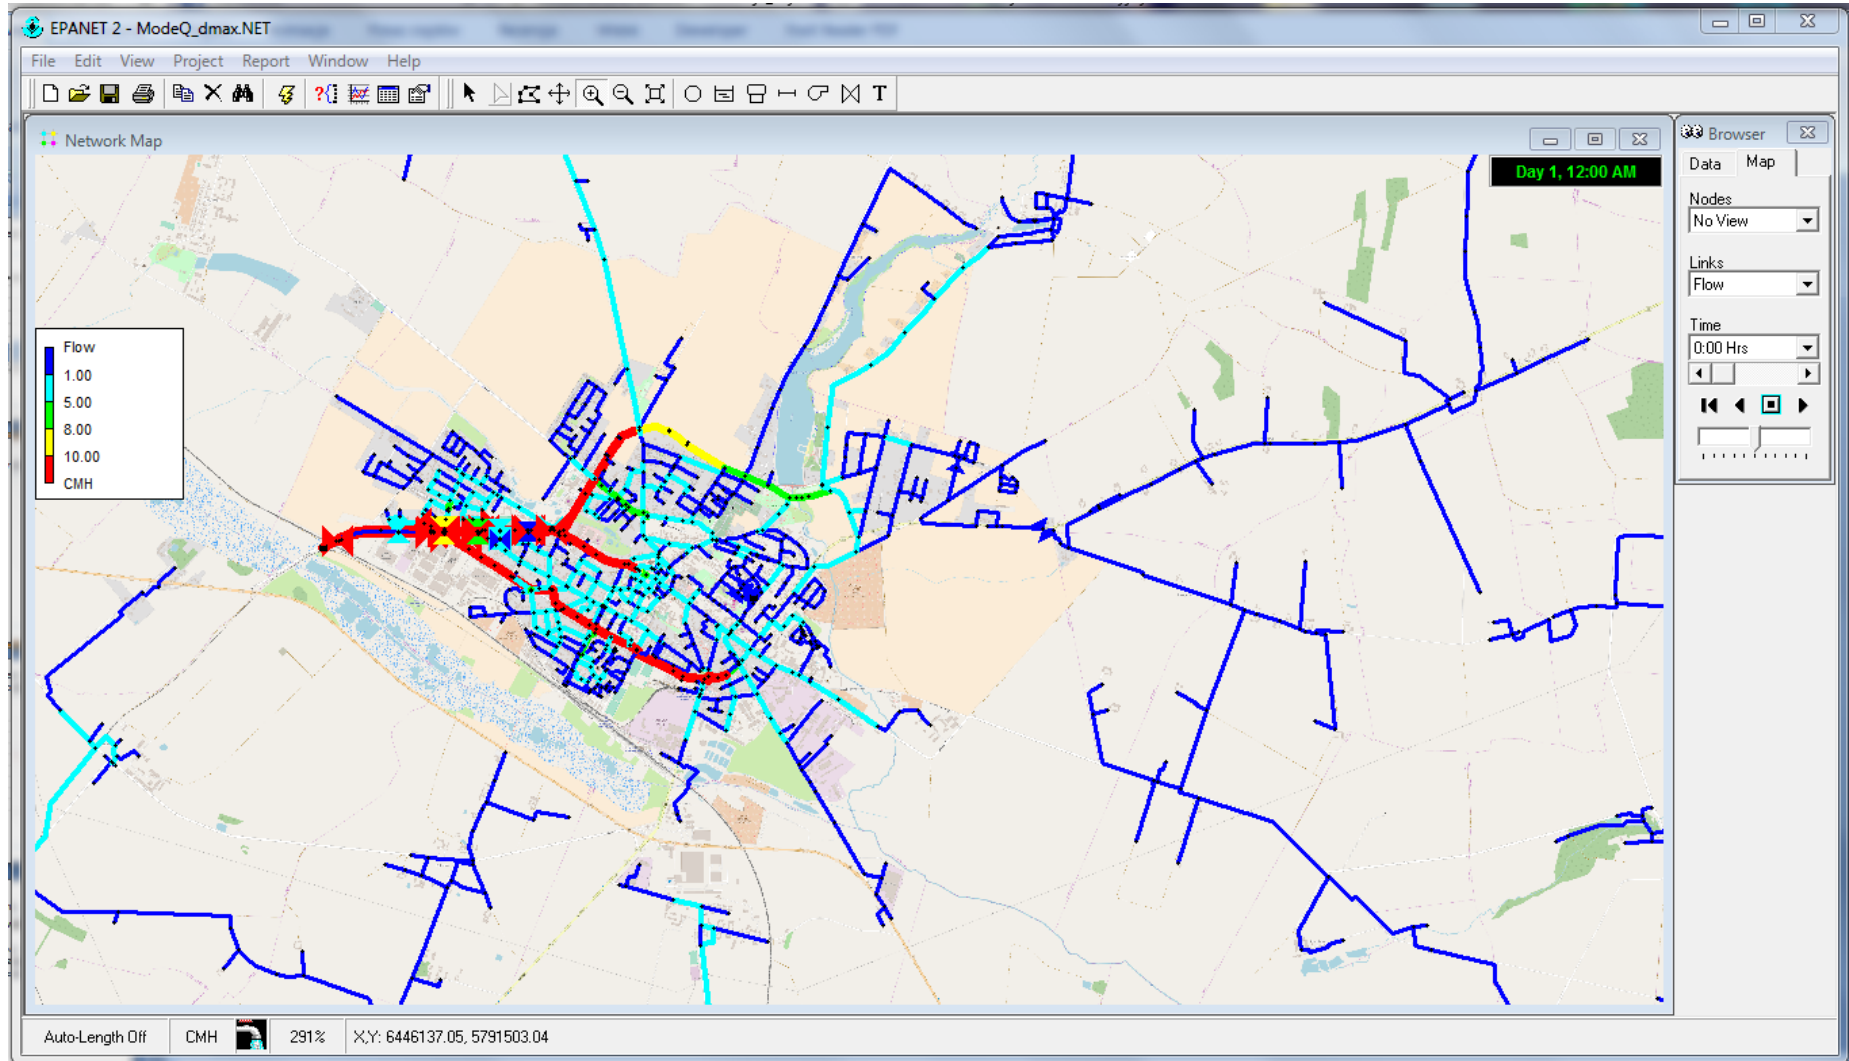 EPANET 2 - ModeQ_dmax.NET
File Edit View Project Report Window Help
T
Network Map
Day 1, 12:00 AM
Browser
Data Map
Nodes
No View
Links
Flow
Time
0:00 Hrs
Flow
1.00
5.00
8.00
10.00
CMH
Auto-Length Off CMH 291% X,Y: 6446137.05, 5791503.04